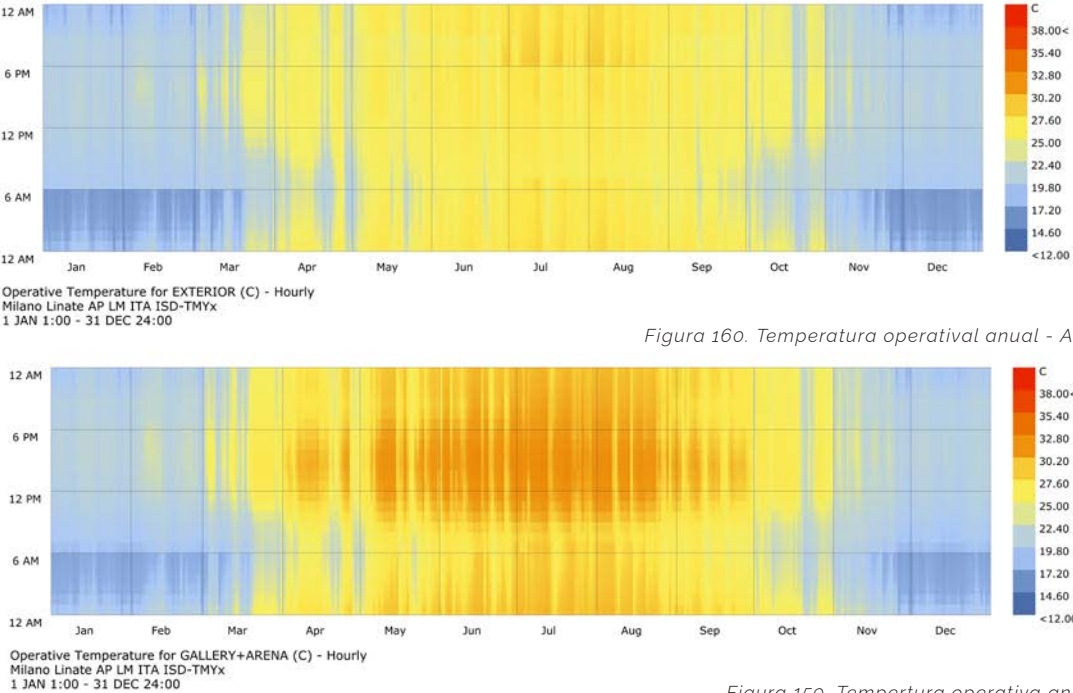 12 AM
6 PM
12 PM
6 AM
12 AM
Jan Feb Mar Apr May Jun Jul Aug Sep Oct Nov Dec
C
38.00<
35.40
32.80
30.20
27.60
25.00
22.40
19.80
17.20
14.60
<12.00
Operative Temperature for EXTERIOR (C) - Hourly
Milano Linate AP LM ITA ISD-TMYx
1 JAN 1:00 - 31 DEC 24:00
Figura 160. Temperatura operatival anual - A
12 AM
6 PM
12 PM
6 AM
12 AM
Jan Feb Mar Apr May Jun Jul Aug Sep Oct Nov Dec
C
38.00<
35.40
32.80
30.20
27.60
25.00
22.40
19.80
17.20
14.60
<12.00
Operative Temperature for GALLERY+ARENA (C) - Hourly
Milano Linate AP LM ITA ISD-TMYx
1 JAN 1:00 - 31 DEC 24:00
Figura 159. Tempertura operativa an